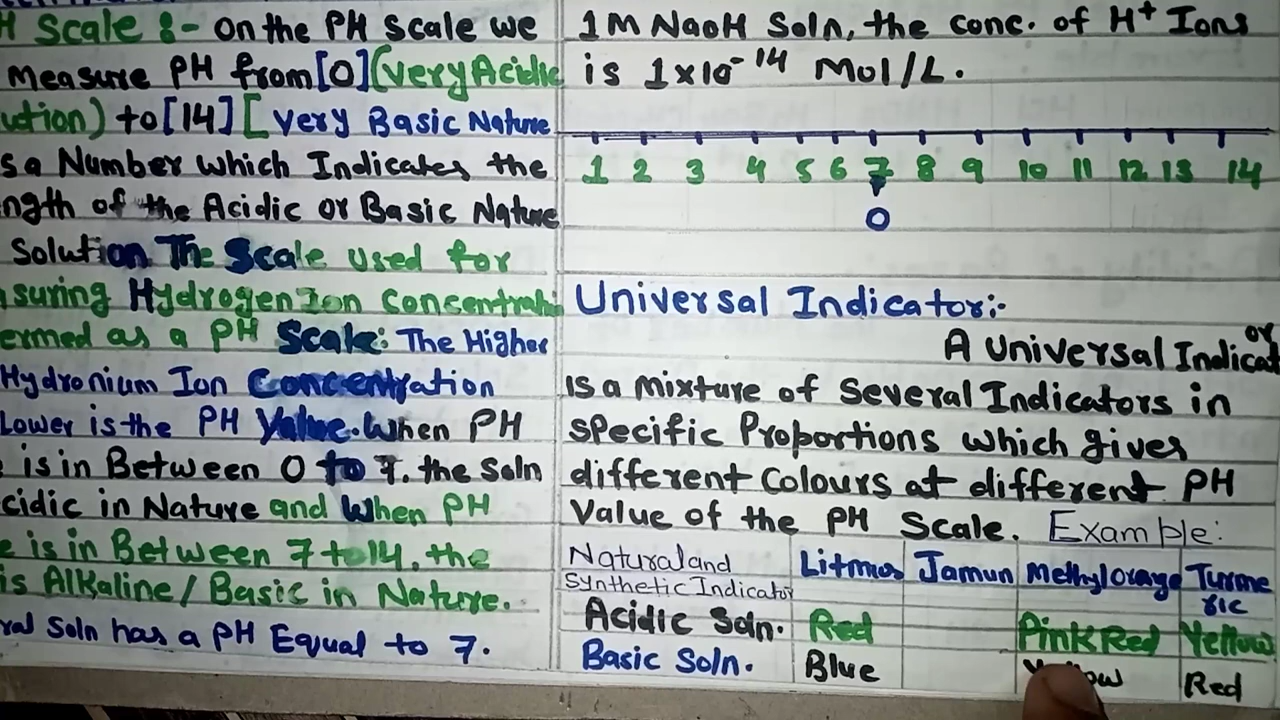 H Scale :- On the PH Scale we
Measure PH from [0] (very Acidic
ution) to [14] [very Basic Nature
s a Number which Indicates the
ngth of the Acidic or Basic Nature
Solution The Scale used for
suring Hydrogen Ion Concentratio
ermed as a PH Scale: The Higher
Hydronium Ion Concentration
Lower is the PH Value. When PH
is in Between 0 to 7. the Soln
cidic in Nature and When PH
e is in Between 7 to 14, the
is Alkaline/Basic in Nature.
ral Soln has a PH Equal to 7.
1M NaOH Soln, the conc. of H+ Ions
is 1x10-14 Mol/L.
1 2 3 4 5 6 7 8 9 10 11 12 13 14
0
Universal Indicator:-
A Universal Indicator
is a mixture of Several Indicators in
specific Proportions which gives
different Colours at different PH
Value of the PH Scale. Example:
Natural and Synthetic Indicator Litmus Jamun Methyl orange Turmeric
Acidic Soln. Red Pink Red Yellow
Basic Soln. Blue Red